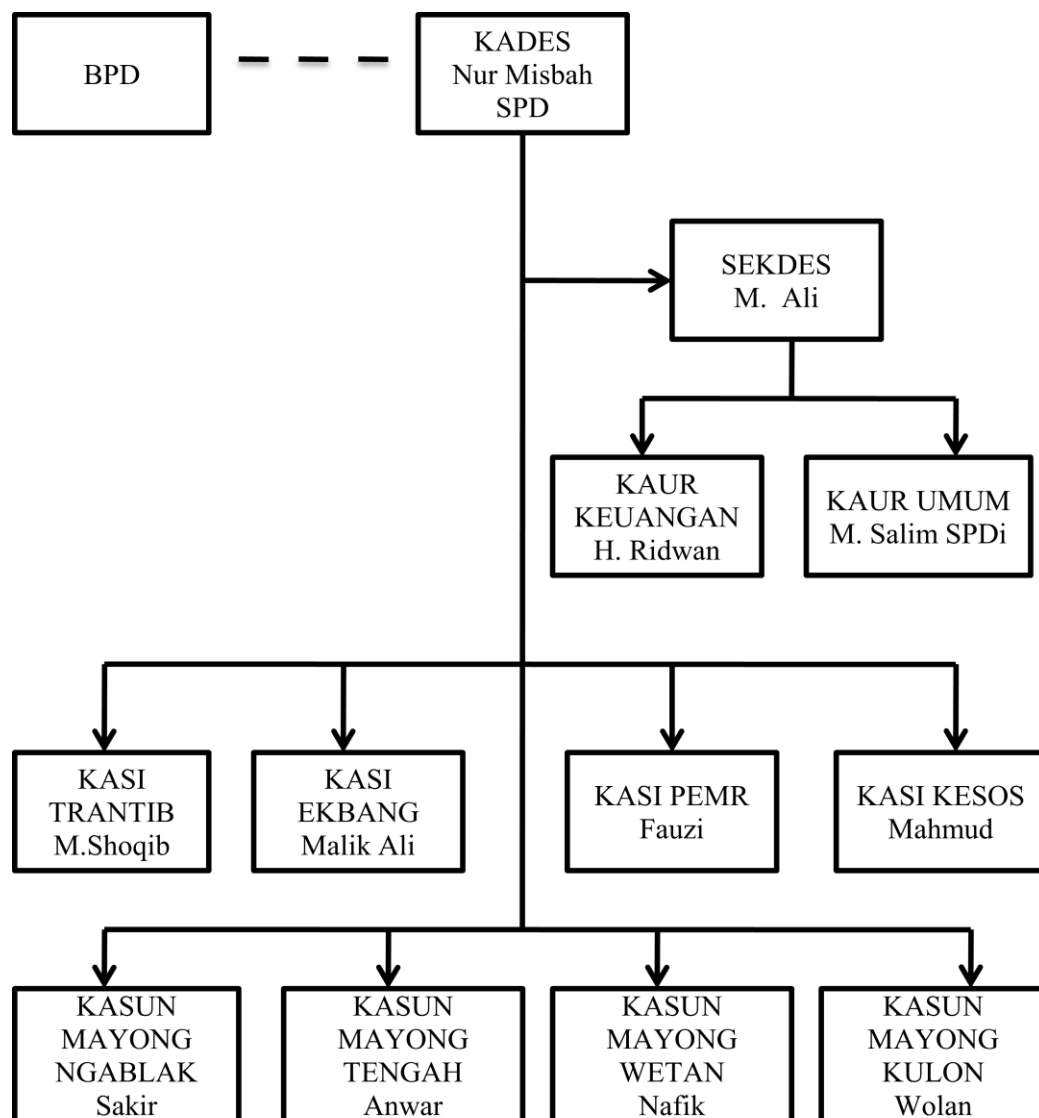 BPD
KADES
Nur Misbah
SPD
SEKDES
M. Ali
KAUR
KEUANGAN
H. Ridwan
KAUR UMUM
M. Salim SPDi
KASI
TRANTIB
M.Shoqib
KASI
EKBANG
Malik Ali
KASI PEMR
Fauzi
KASI KESOS
Mahmud
KASUN
MAYONG
NGABLAK
Sakir
KASUN
MAYONG
TENGAH
Anwar
KASUN
MAYONG
WETAN
Nafik
KASUN
MAYONG
KULON
Wolan